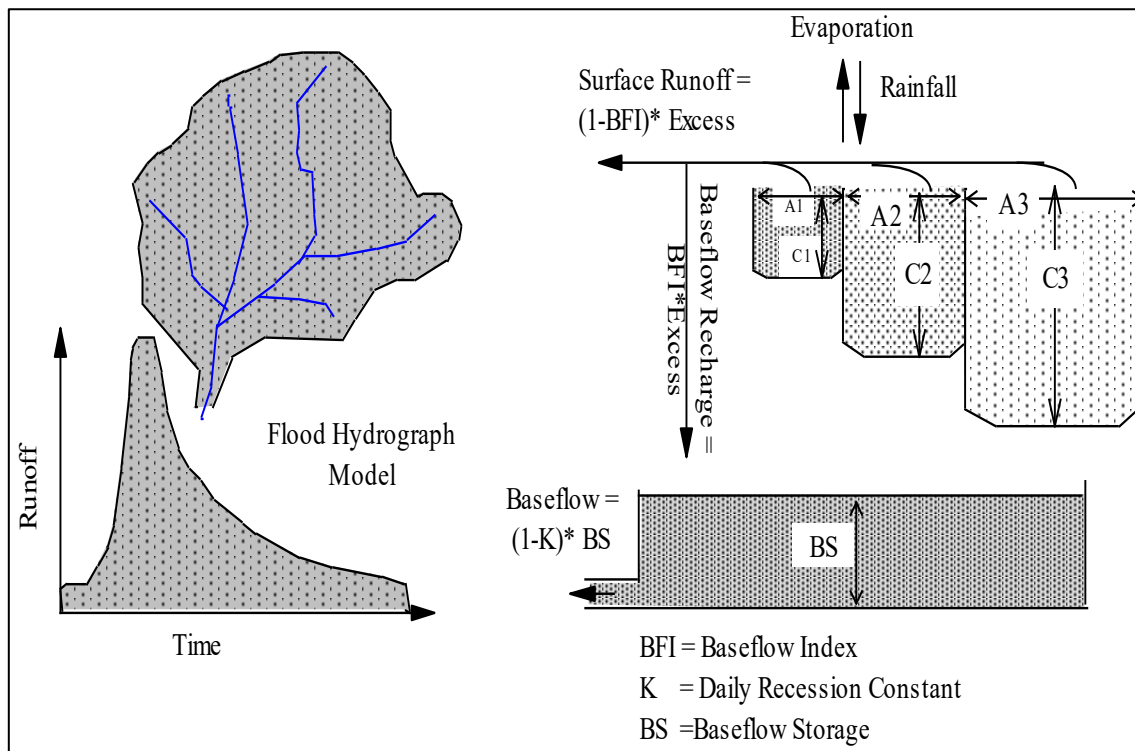 Evaporation
Surface Runoff =
(1-BFI)* Excess
Rainfall
Baseflow Recharge =
BFI*Excess
A1
A2
A3
C1
C2
C3
Flood Hydrograph
Model
Runoff
Time
Baseflow =
(1-K)* BS
BS
BFI = Baseflow Index
K = Daily Recession Constant
BS =Baseflow Storage